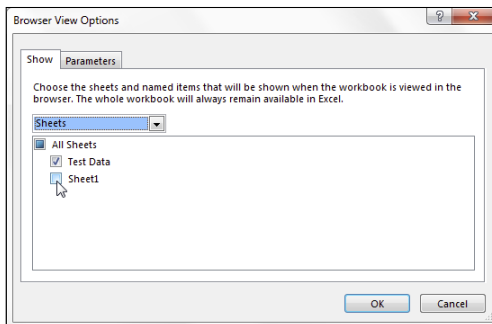 Browser View Options
?
Show Parameters
Choose the sheets and named items that will be shown when the workbook is viewed in the
browser. The whole workbook will always remain available in Excel.
Sheets
All Sheets
Test Data
Sheet1
OK Cancel